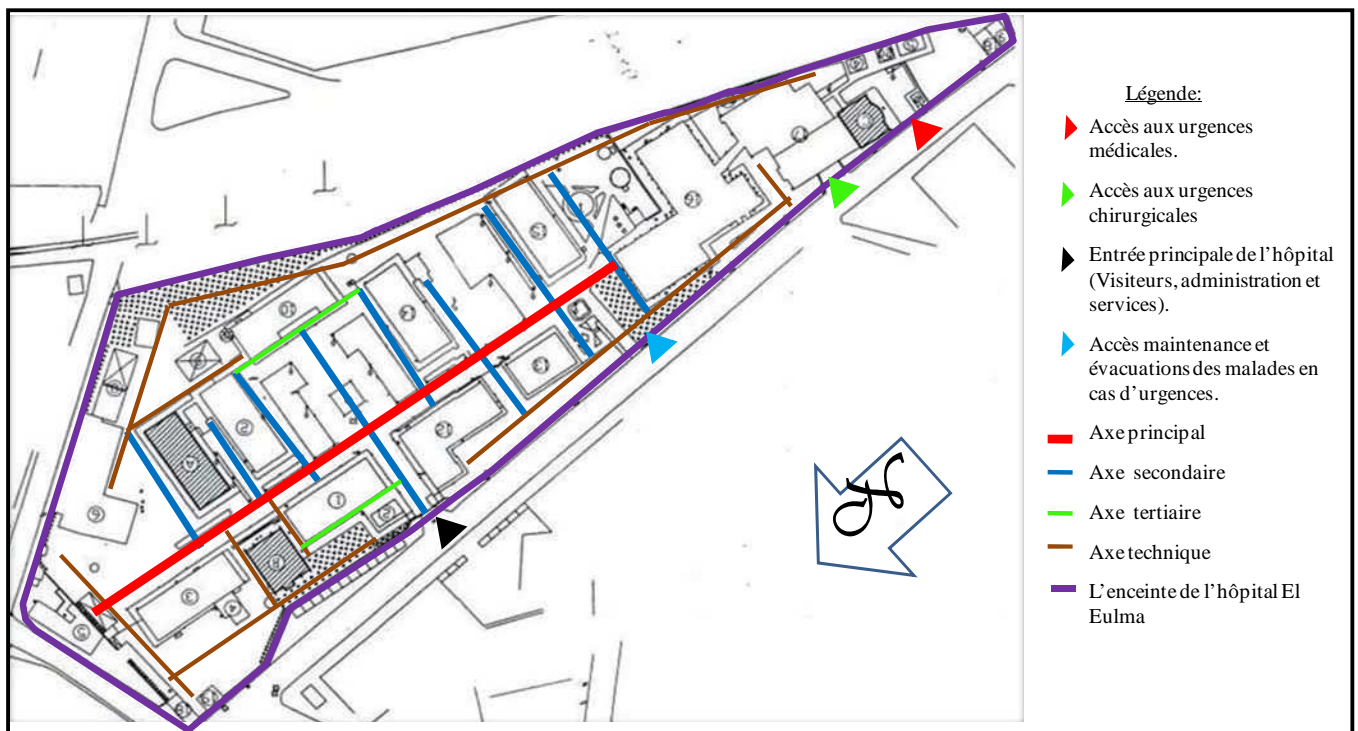 Légende:
Accès aux urgences
médicales.
Accès aux urgences
chirurgicales
Entrée principale de l’hôpital
(Visiteurs, administration et
services).
Accès maintenance et
évacuations des malades en
cas d’urgences.
Axe principal
Axe secondaire
Axe tertiaire
Axe technique
L’enceinte de l’hôpital El
Eulma
N